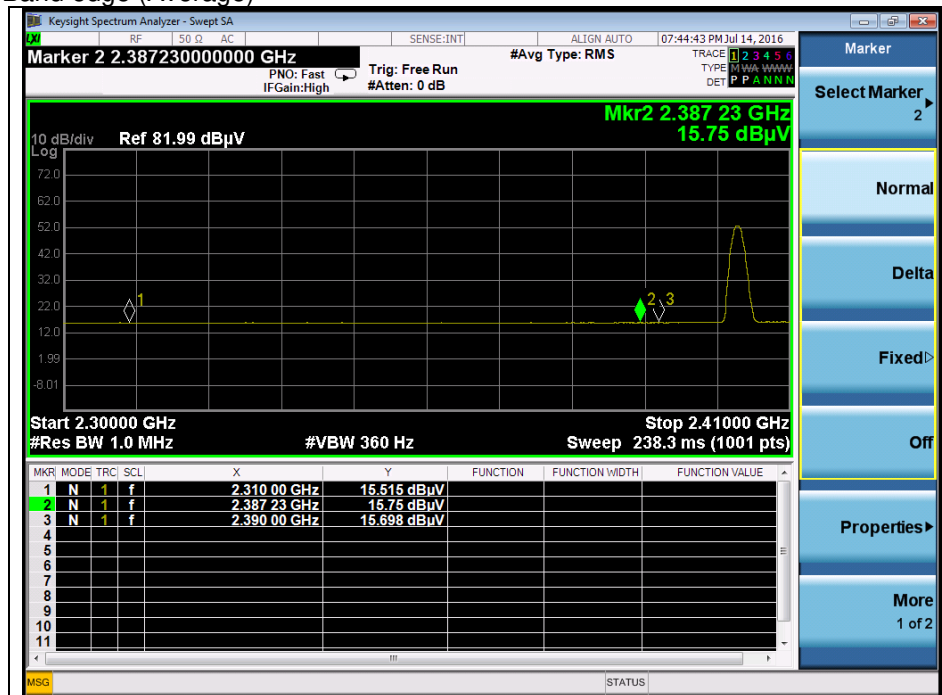 Band edge (Average)
Keysight Spectrum Analyzer - Swept SA
LXI RF 50 Ω AC SENSE:INT ALIGN AUTO 07:44:43 PM Jul 14, 2016
Marker 2 2.387230000000 GHz
PNO: Fast
IFGain:High
Trig: Free Run
#Atten: 0 dB
#Avg Type: RMS
TRACE 1 2 3 4 5 6
TYPE M WA WWWW
DET P P A N N N
Mkr2 2.387 23 GHz
15.75 dBµV
10 dB/div Ref 81.99 dBµV
Log
72.0
62.0
52.0
42.0
32.0
22.0
12.0
1.99
-8.01
1
2
3
Start 2.30000 GHz Stop 2.41000 GHz
#Res BW 1.0 MHz #VBW 360 Hz Sweep 238.3 ms (1001 pts)
MKR MODE TRC SCL X Y FUNCTION FUNCTION WIDTH FUNCTION VALUE
1 N 1 f 2.310 00 GHz 15.515 dBµV
2 N 1 f 2.387 23 GHz 15.75 dBµV
3 N 1 f 2.390 00 GHz 15.698 dBµV
4
5
6
7
8
9
10
11
MSG STATUS
Marker
Select Marker
2
Normal
Delta
Fixed
Off
Properties
More
1 of 2